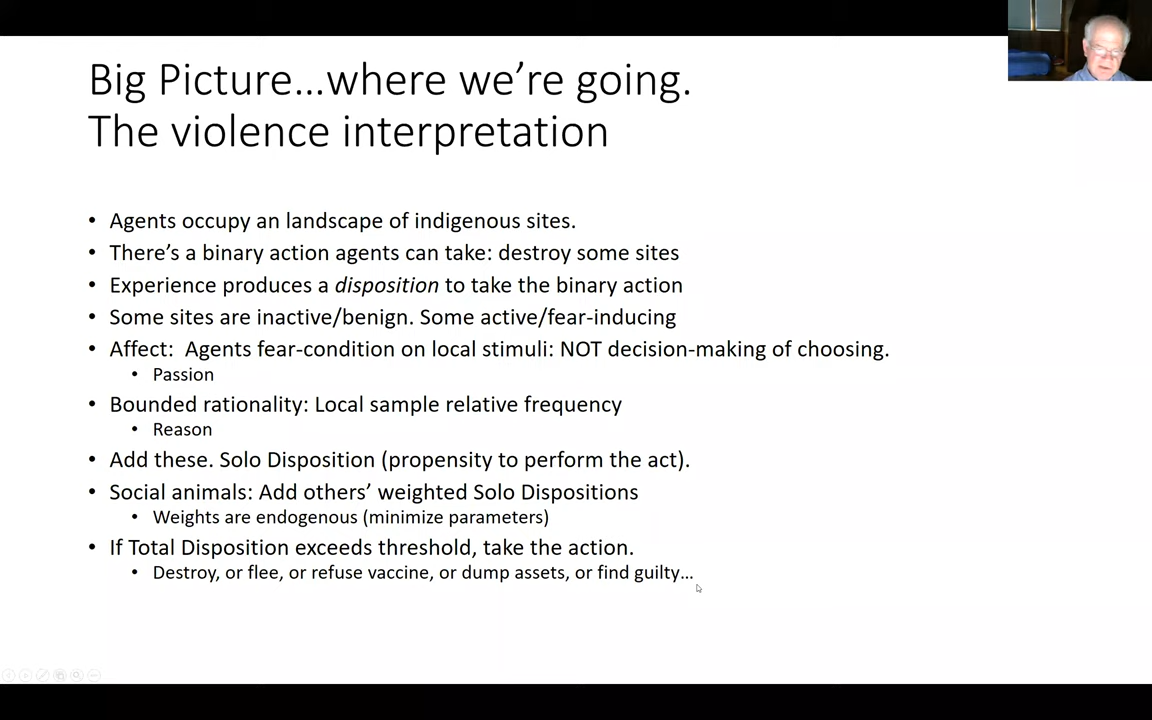 Big Picture...where we're going.
The violence interpretation
• Agents occupy an landscape of indigenous sites.
• There's a binary action agents can take: destroy some sites
• Experience produces a disposition to take the binary action
• Some sites are inactive/benign. Some active/fear-inducing
• Affect: Agents fear-condition on local stimuli: NOT decision-making of choosing.
• Passion
• Bounded rationality: Local sample relative frequency
• Reason
• Add these. Solo Disposition (propensity to perform the act).
• Social animals: Add others' weighted Solo Dispositions
• Weights are endogenous (minimize parameters)
• If Total Disposition exceeds threshold, take the action.
• Destroy, or flee, or refuse vaccine, or dump assets, or find guilty...